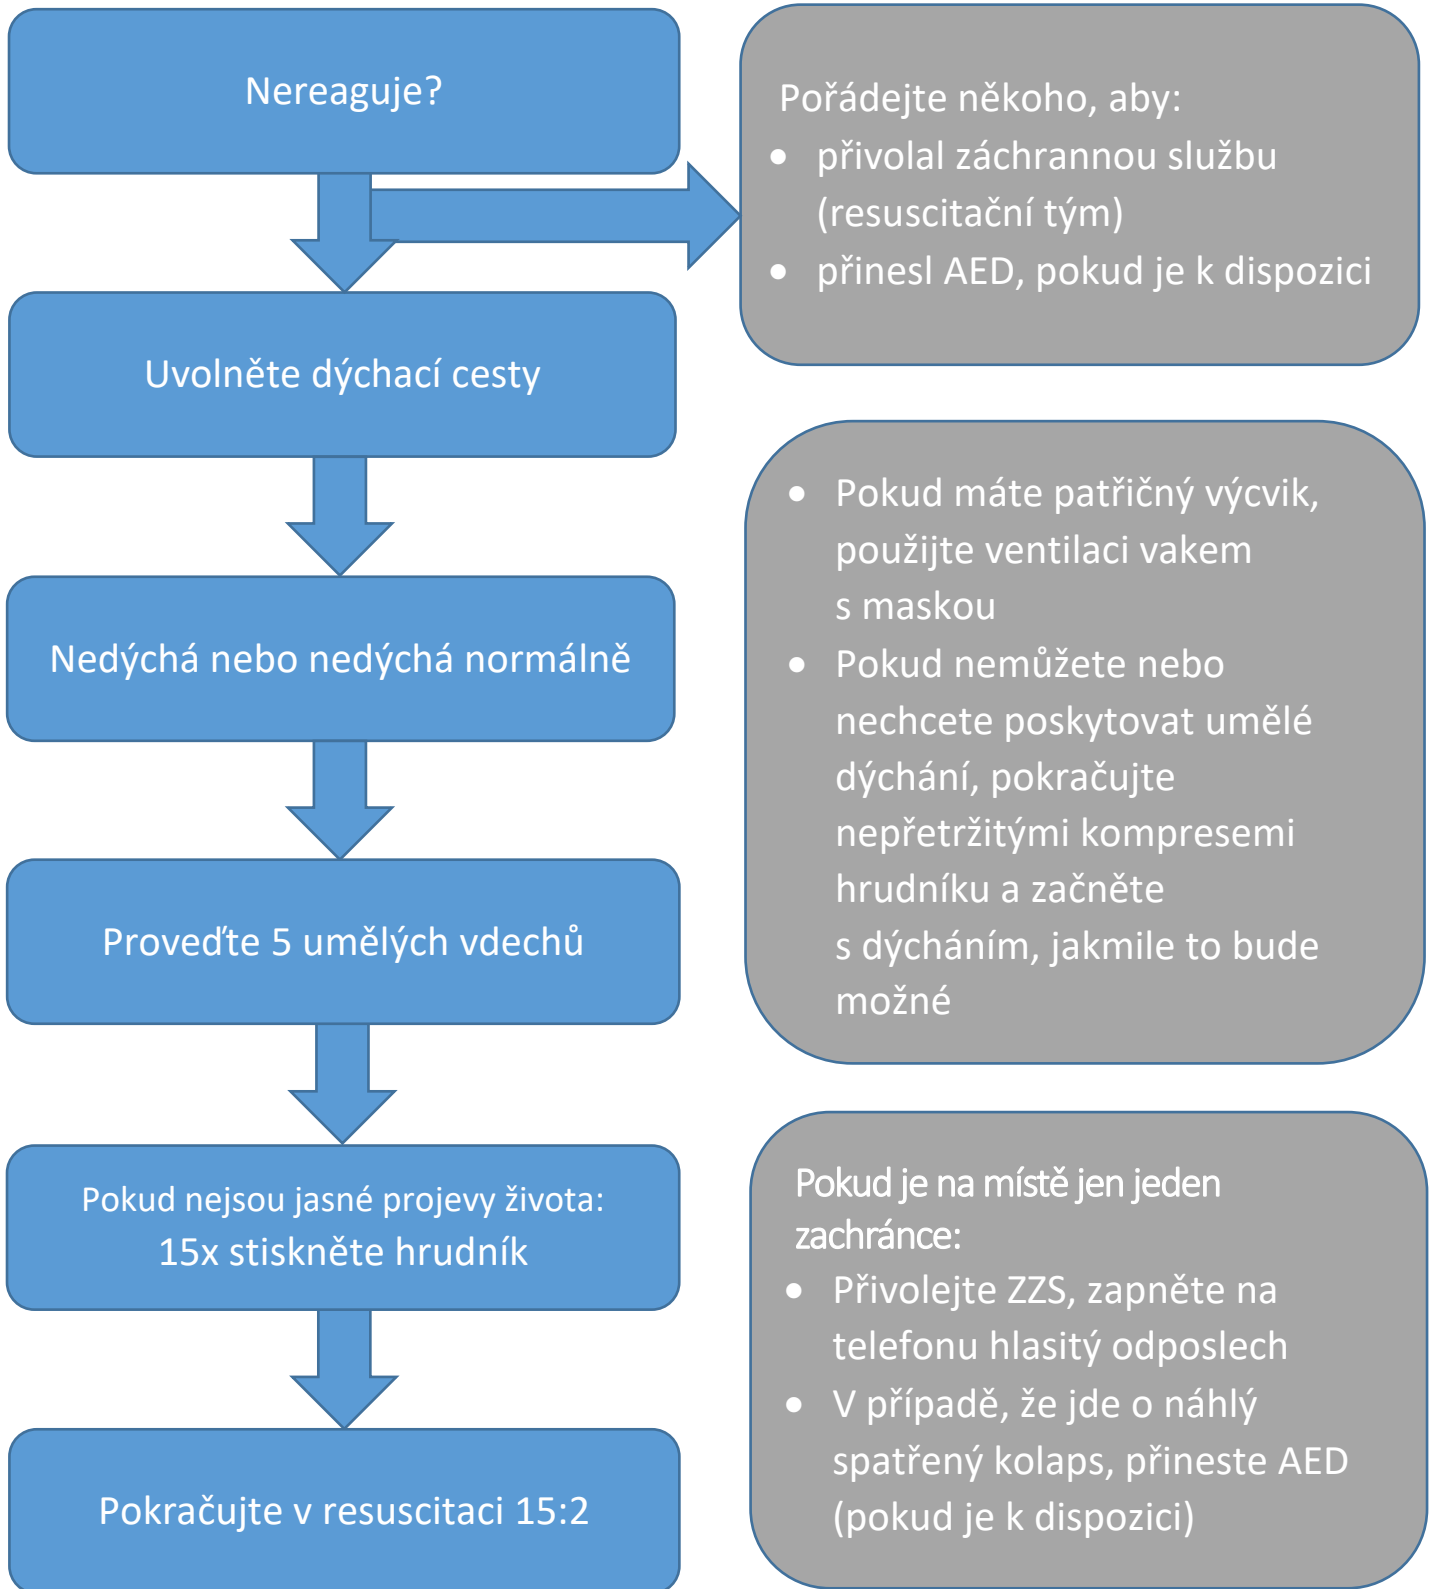 Nereaguje?
Pořádejte někoho, aby:
• přivolal záchrannou službu
(resuscitační tým)
• přinesl AED, pokud je k dispozici
Uvolněte dýchací cesty
Nedýchá nebo nedýchá normálně
• Pokud máte patřičný výcvik,
použijte ventilaci vakem
s maskou
• Pokud nemůžete nebo
nechcete poskytovat umělé
dýchání, pokračujte
nepřetržitými kompresemi
hrudníku a začněte
s dýcháním, jakmile to bude
možné
Proveďte 5 umělých vdechů
Pokud nejsou jasné projevy života:
15x stiskněte hrudník
Pokračujte v resuscitaci 15:2
Pokud je na místě jen jeden
zachránce:
• Přivolejte ZZS, zapněte na
telefonu hlasitý odposlech
• V případě, že jde o náhlý
spatřený kolaps, přineste AED
(pokud je k dispozici)